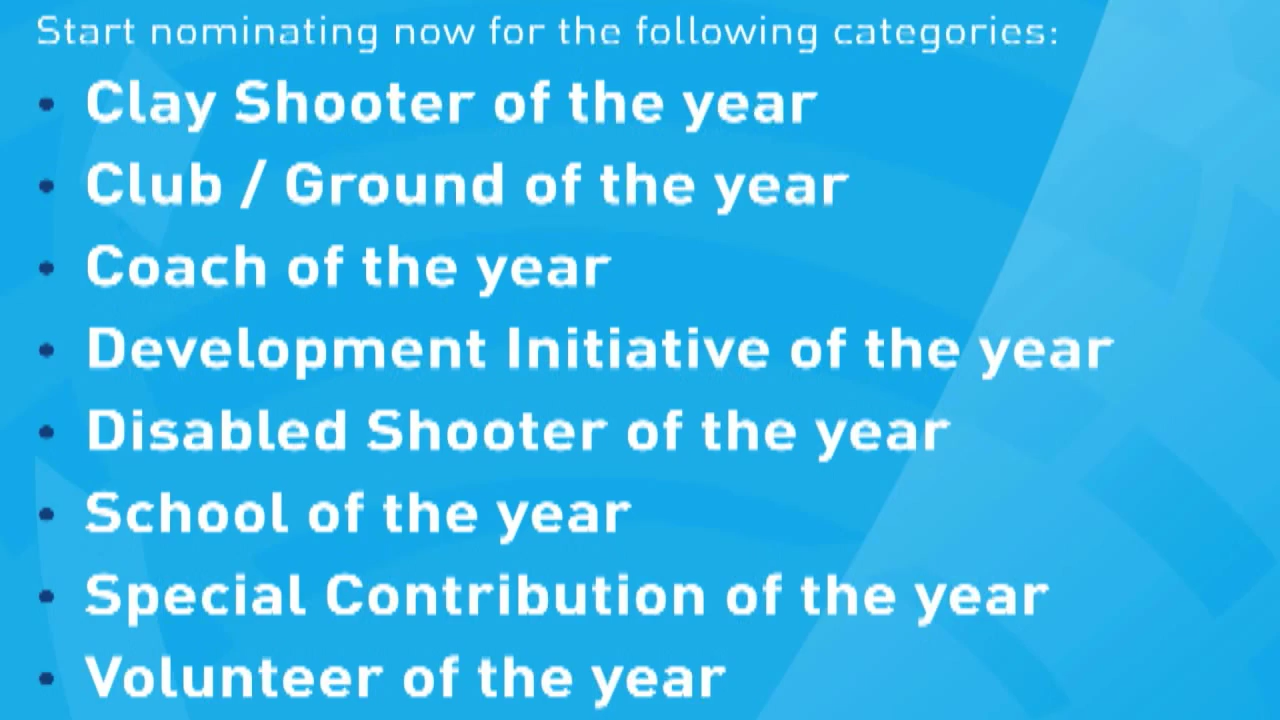 Start nominating now for the following categories:
• Clay Shooter of the year
• Club / Ground of the year
• Coach of the year
• Development Initiative of the year
• Disabled Shooter of the year
• School of the year
• Special Contribution of the year
• Volunteer of the year